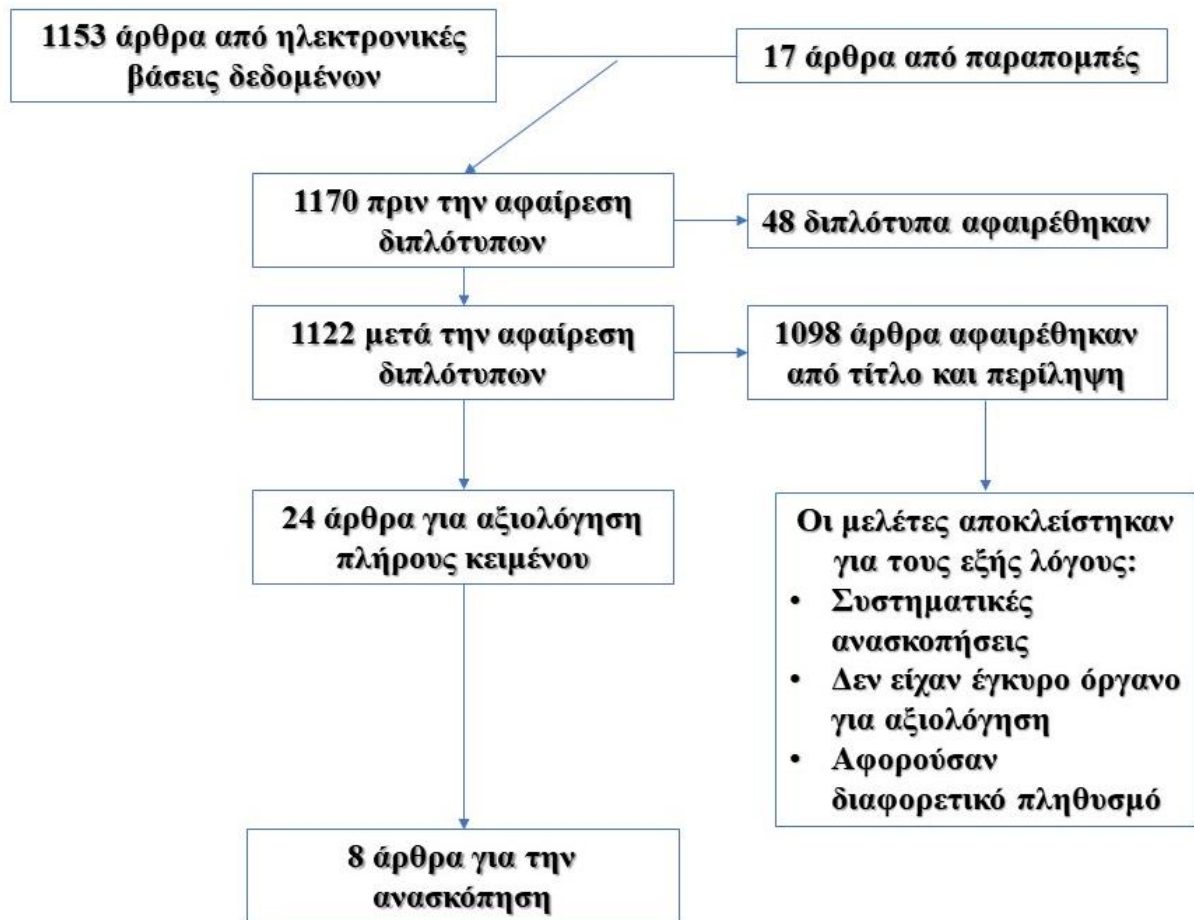 1153 άρθρα από ηλεκτρονικές
βάσεις δεδομένων
17 άρθρα από παραπομπές
1170 πριν την αφαίρεση
διπλότυπων
48 διπλότυπα αφαιρέθηκαν
1122 μετά την αφαίρεση
διπλότυπων
1098 άρθρα αφαιρέθηκαν
από τίτλο και περίληψη
24 άρθρα για αξιολόγηση
πλήρους κειμένου
Οι μελέτες αποκλείστηκαν
για τους εξής λόγους:
• Συστηματικές
ανασκοπήσεις
• Δεν είχαν έγκυρο όργανο
για αξιολόγηση
• Αφορούσαν
διαφορετικό πληθυσμό
8 άρθρα για την
ανασκόπηση